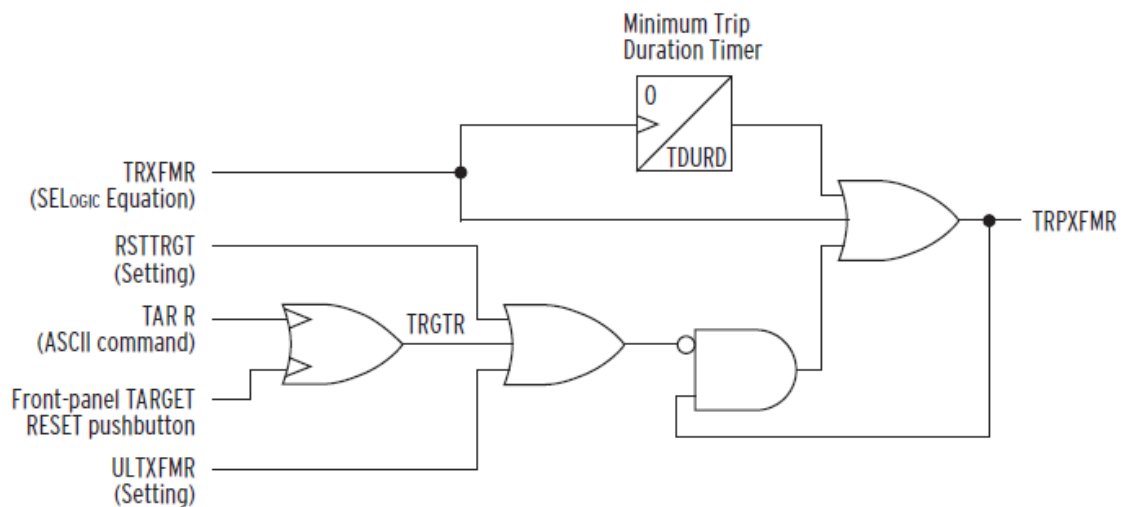 Minimum Trip
Duration Timer
0
TDURD
TRXFMR
(SELOGIC Equation)
TRPXFMR
RSTTRGT
(Setting)
TAR R
(ASCII command)
TRGTR
Front-panel TARGET
RESET pushbutton
ULTXFMR
(Setting)